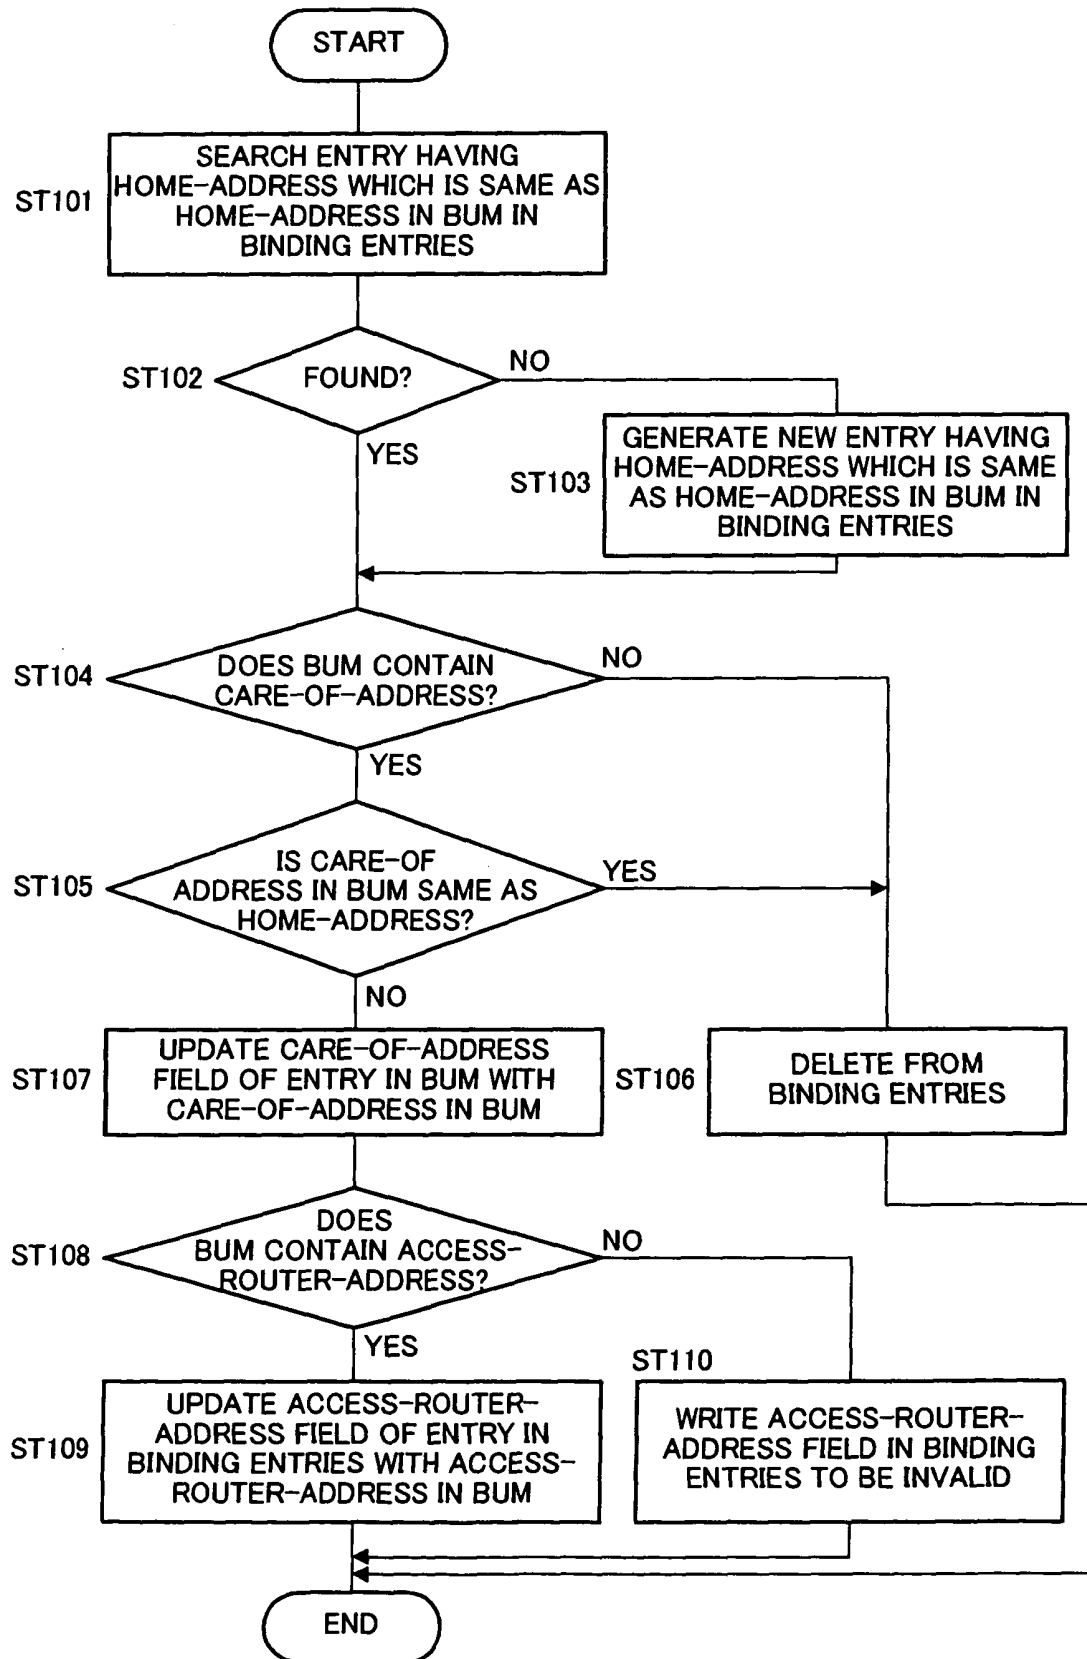 START
SEARCH ENTRY HAVING
HOME-ADDRESS WHICH IS SAME AS
HOME-ADDRESS IN BUM IN
BINDING ENTRIES
ST101
ST102
FOUND?
NO
YES
GENERATE NEW ENTRY HAVING
HOME-ADDRESS WHICH IS SAME
AS HOME-ADDRESS IN BUM IN
BINDING ENTRIES
ST103
ST104
DOES BUM CONTAIN
CARE-OF-ADDRESS?
NO
YES
ST105
IS CARE-OF
ADDRESS IN BUM SAME AS
HOME-ADDRESS?
YES
NO
ST107
UPDATE CARE-OF-ADDRESS
FIELD OF ENTRY IN BUM WITH
CARE-OF-ADDRESS IN BUM
ST106
DELETE FROM
BINDING ENTRIES
ST108
DOES
BUM CONTAIN ACCESS-
ROUTER-ADDRESS?
NO
YES
ST109
UPDATE ACCESS-ROUTER-
ADDRESS FIELD OF ENTRY IN
BINDING ENTRIES WITH ACCESS-
ROUTER-ADDRESS IN BUM
ST110
WRITE ACCESS-ROUTER-
ADDRESS FIELD IN BINDING
ENTRIES TO BE INVALID
END